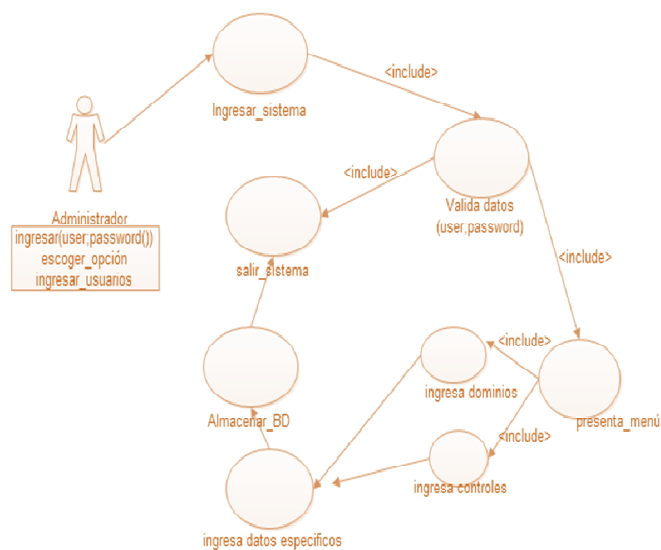 <include>
Ingresar_sistema
<include>
Valida datos
(user,password)
Administrador
ingresar(user;password())
escoger_opción
ingresar_usuarios
salir_sistema
<include>
<include>
ingresa dominios
presenta_menú
Almacenar_BD
<include>
ingresa controles
ingresa datos especificos